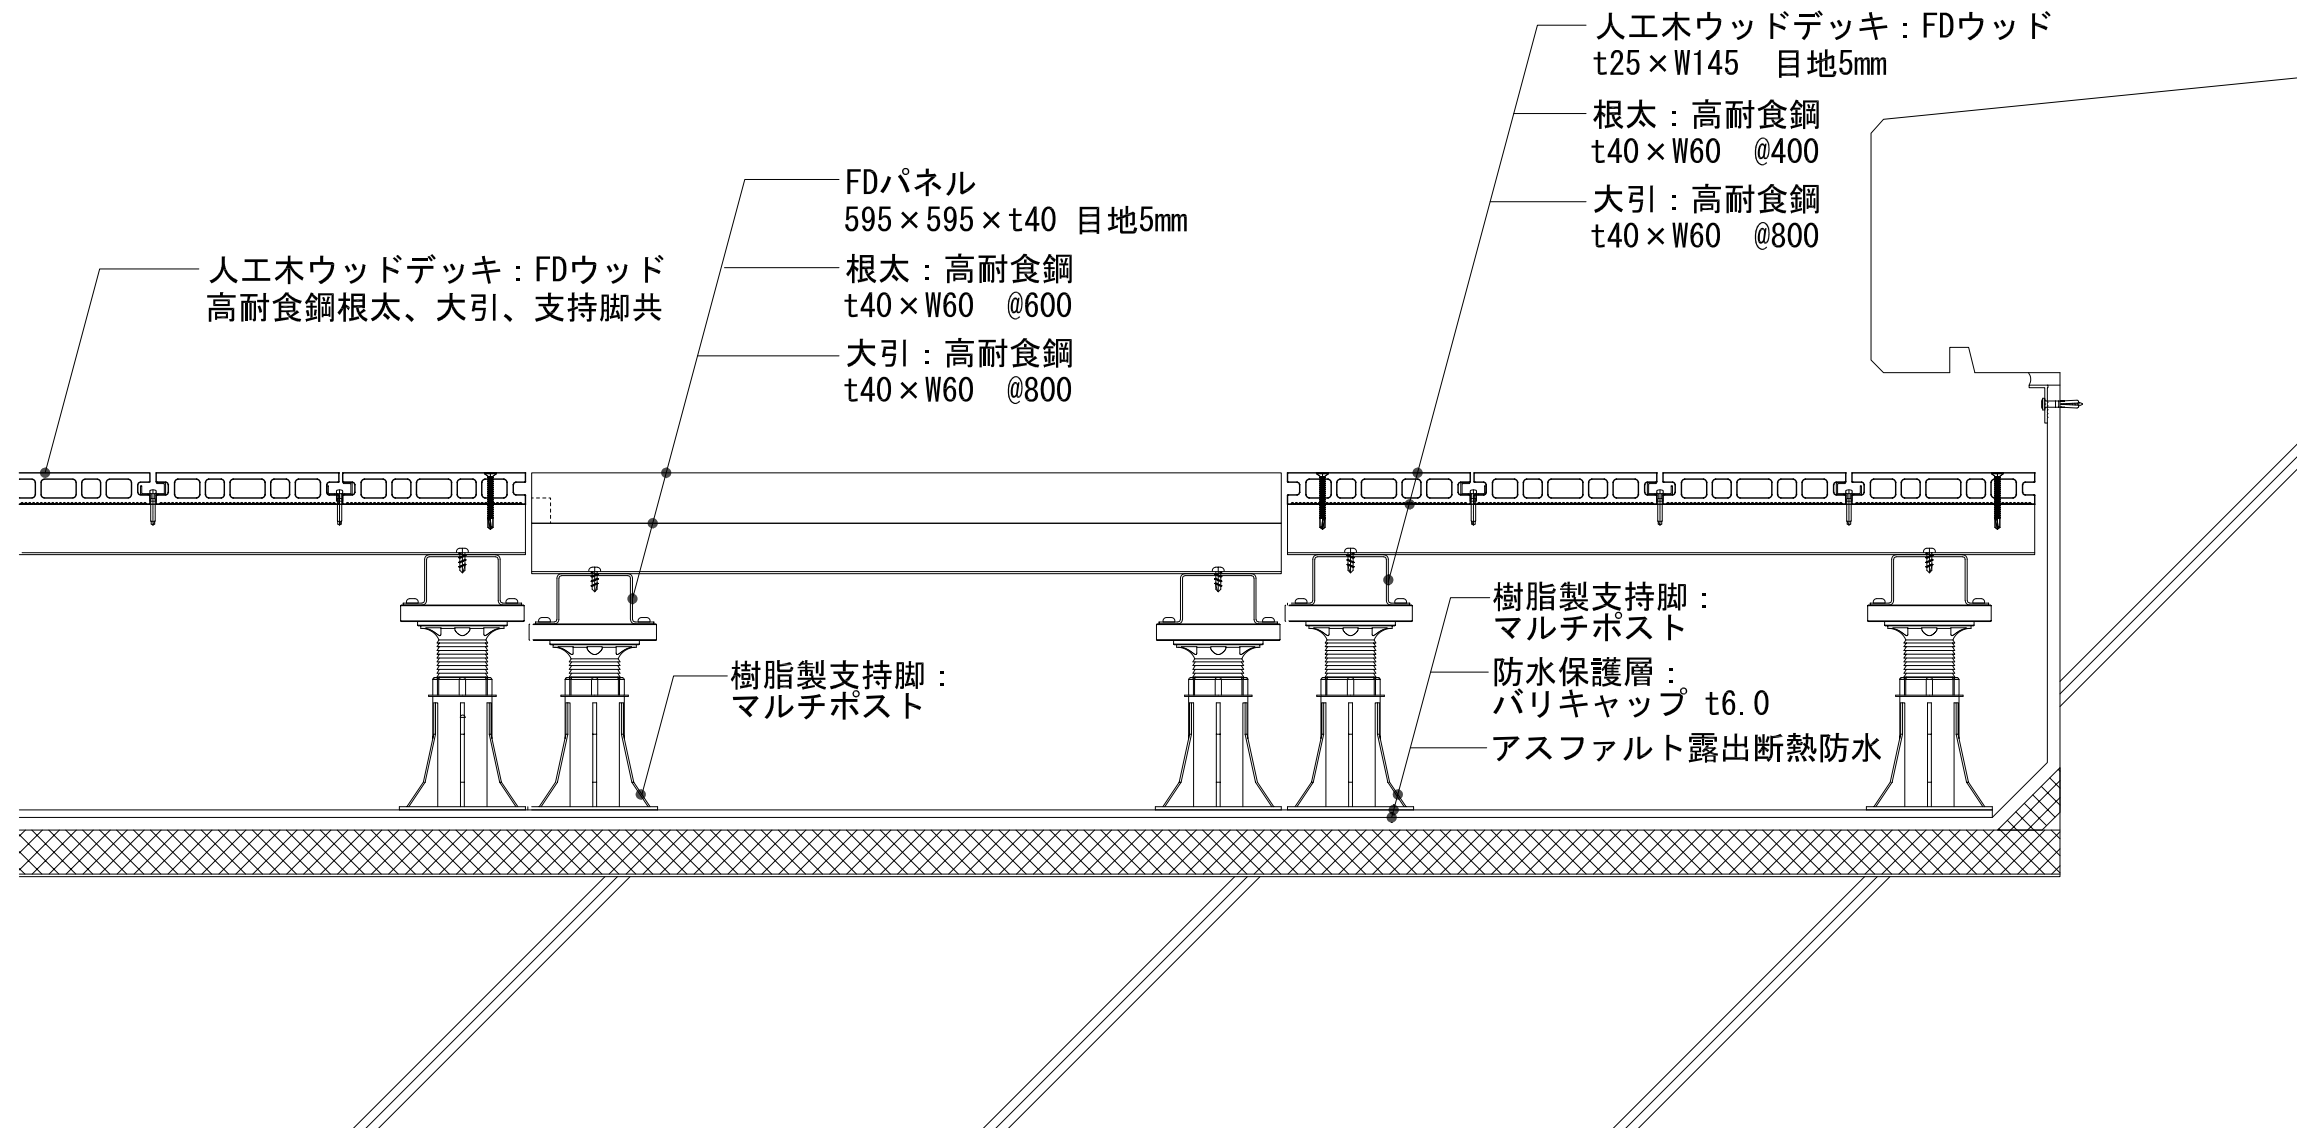 人工木ウッドデッキ：FDウッド
t25×W145　目地5mm
根太：高耐食鋼
t40×W60　@400
大引：高耐食鋼
t40×W60　@800
FDパネル
595×595×t40 目地5mm
根太：高耐食鋼
t40×W60　@600
大引：高耐食鋼
t40×W60　@800
人工木ウッドデッキ：FDウッド
高耐食鋼根太、大引、支持脚共
樹脂製支持脚：
マルチポスト
樹脂製支持脚：
マルチポスト
防水保護層：
バリキャップ t6.0
アスファルト露出断熱防水